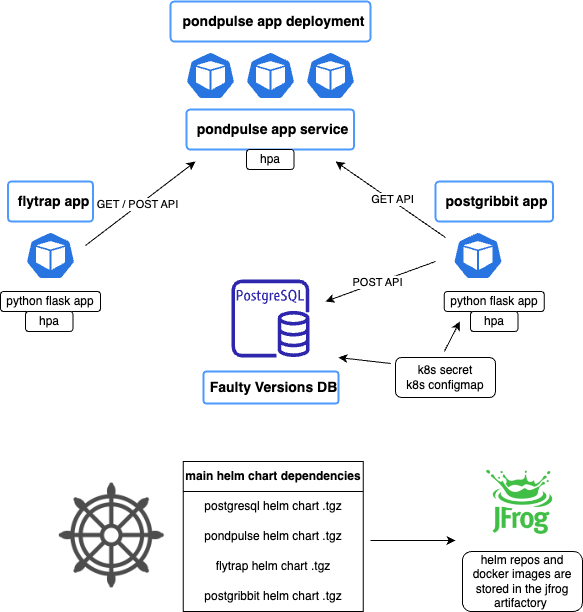 pondpulse app deployment
pondpulse app service
hpa
flytrap app
GET / POST API
GET API
postgribbit app
python flask app
hpa
PostgreSQL
POST API
python flask app
hpa
Faulty Versions DB
k8s secret
k8s configmap
main helm chart dependencies
postgresql helm chart .tgz
pondpulse helm chart .tgz
flytrap helm chart .tgz
postgribbit helm chart .tgz
JFrog
helm repos and
docker images are
stored in the jfrog
artifactory